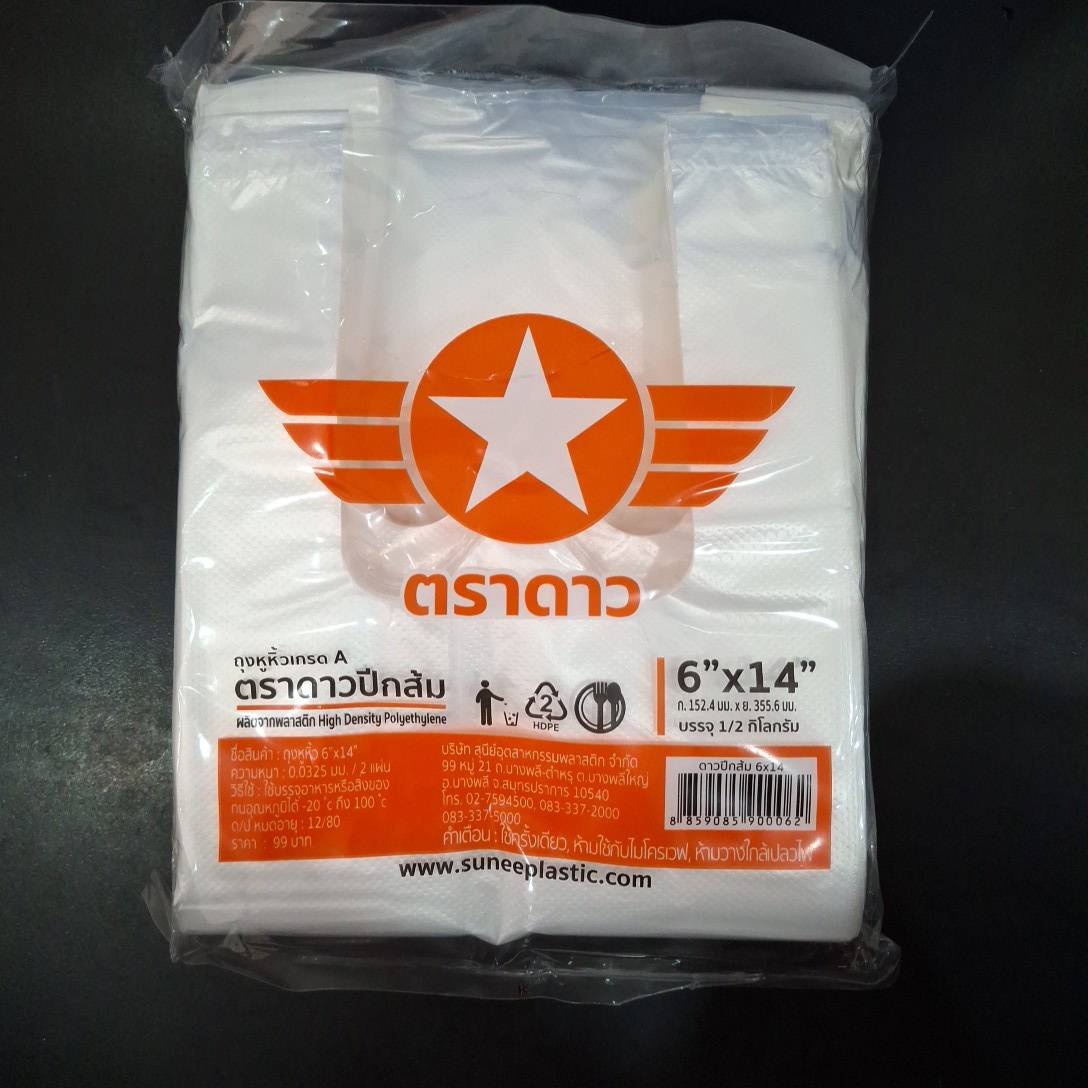 ตราดาว
ถุงหูหิ้วเกรด A
ตราดาวปีกส้ม
ผลิตจากพลาสติก High Density Polyethylene
2
HDPE
6”x14”
ก. 152.4 มม. x ย. 355.6 มม.
บรรจุ 1/2 กิโลกรัม
ชื่อสินค้า : ถุงหูหิ้ว 6"x14"
ความหนา : 0.0325 มม. / 2 แผ่น
วิธีใช้ : ใช้บรรจุอาหารหรือสิ่งของ
ทนอุณหภูมิได้ -20 ˚c ถึง 100 ˚c
ด/ป หมดอายุ : 12/80
ราคา : 99 บาท
บริษัท สุนีย์อุตสาหกรรมพลาสติก จำกัด
99 หมู่ 21 ถ.บางพลี-ตำหรุ ต.บางพลีใหญ่
อ.บางพลี จ.สมุทรปราการ 10540
โทร. 02-7594500, 083-337-2000
083-337-5000
คำเตือน : ใช้ครั้งเดียว, ห้ามใช้กับไมโครเวฟ, ห้ามวางใกล้เปลวไฟ
ดาวปีกส้ม 6x14
8 859085 900062
www.suneeplastic.com